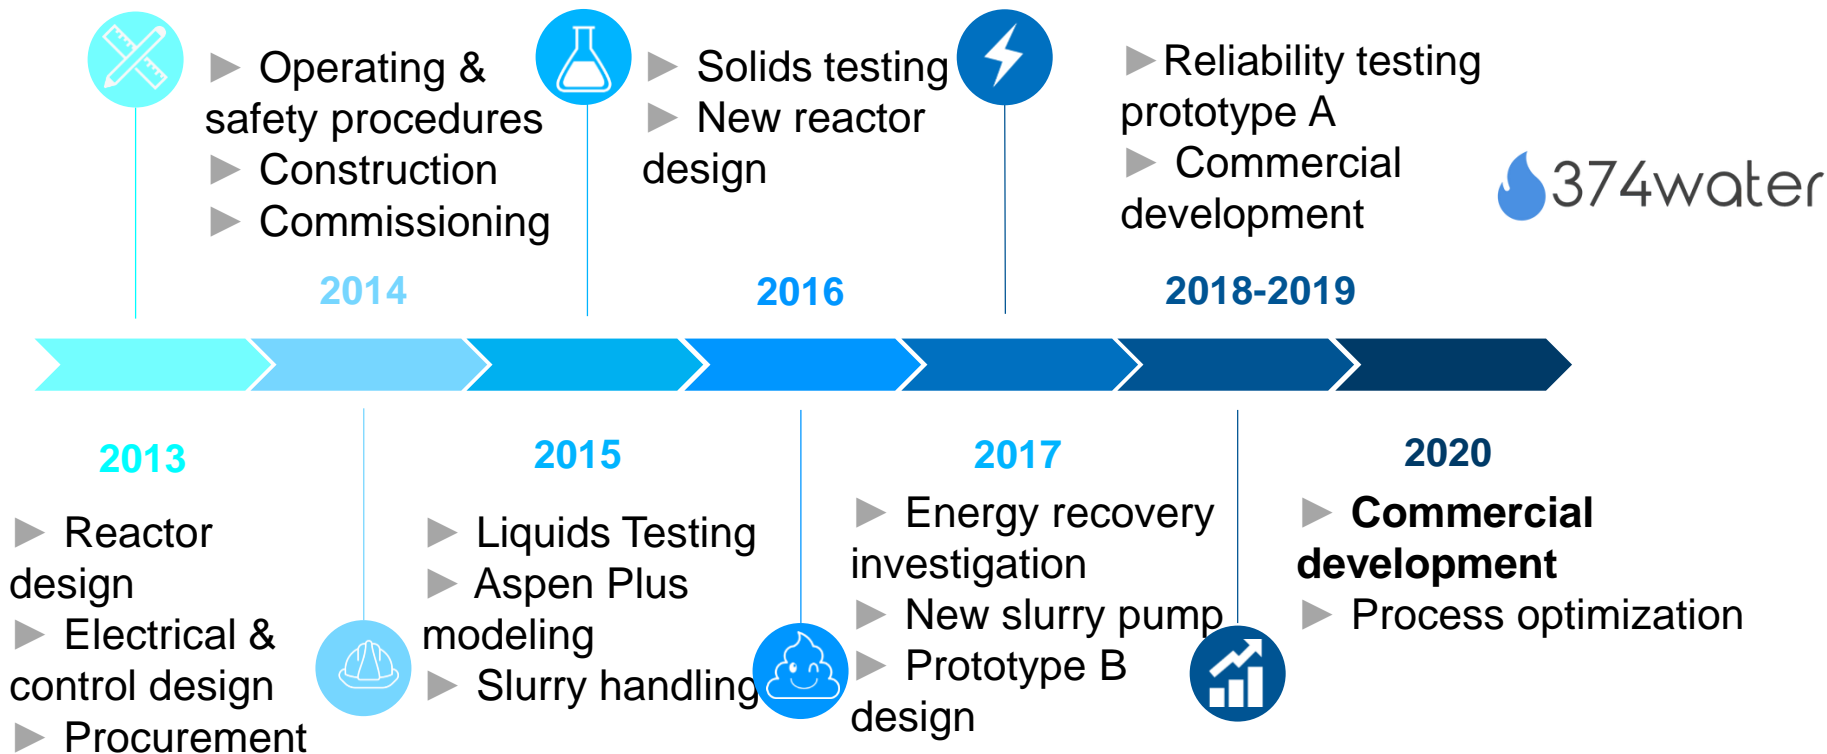 ► Operating &
safety procedures
► Construction
► Commissioning
2014
► Solids testing
► New reactor
design
2016
►Reliability testing
prototype A
► Commercial
development
2018-2019
374water
2013
► Reactor
design
► Electrical &
control design
► Procurement
2015
► Liquids Testing
► Aspen Plus
modeling
► Slurry handling
2017
► Energy recovery
investigation
► New slurry pump
► Prototype B
design
2020
► Commercial
development
► Process optimization